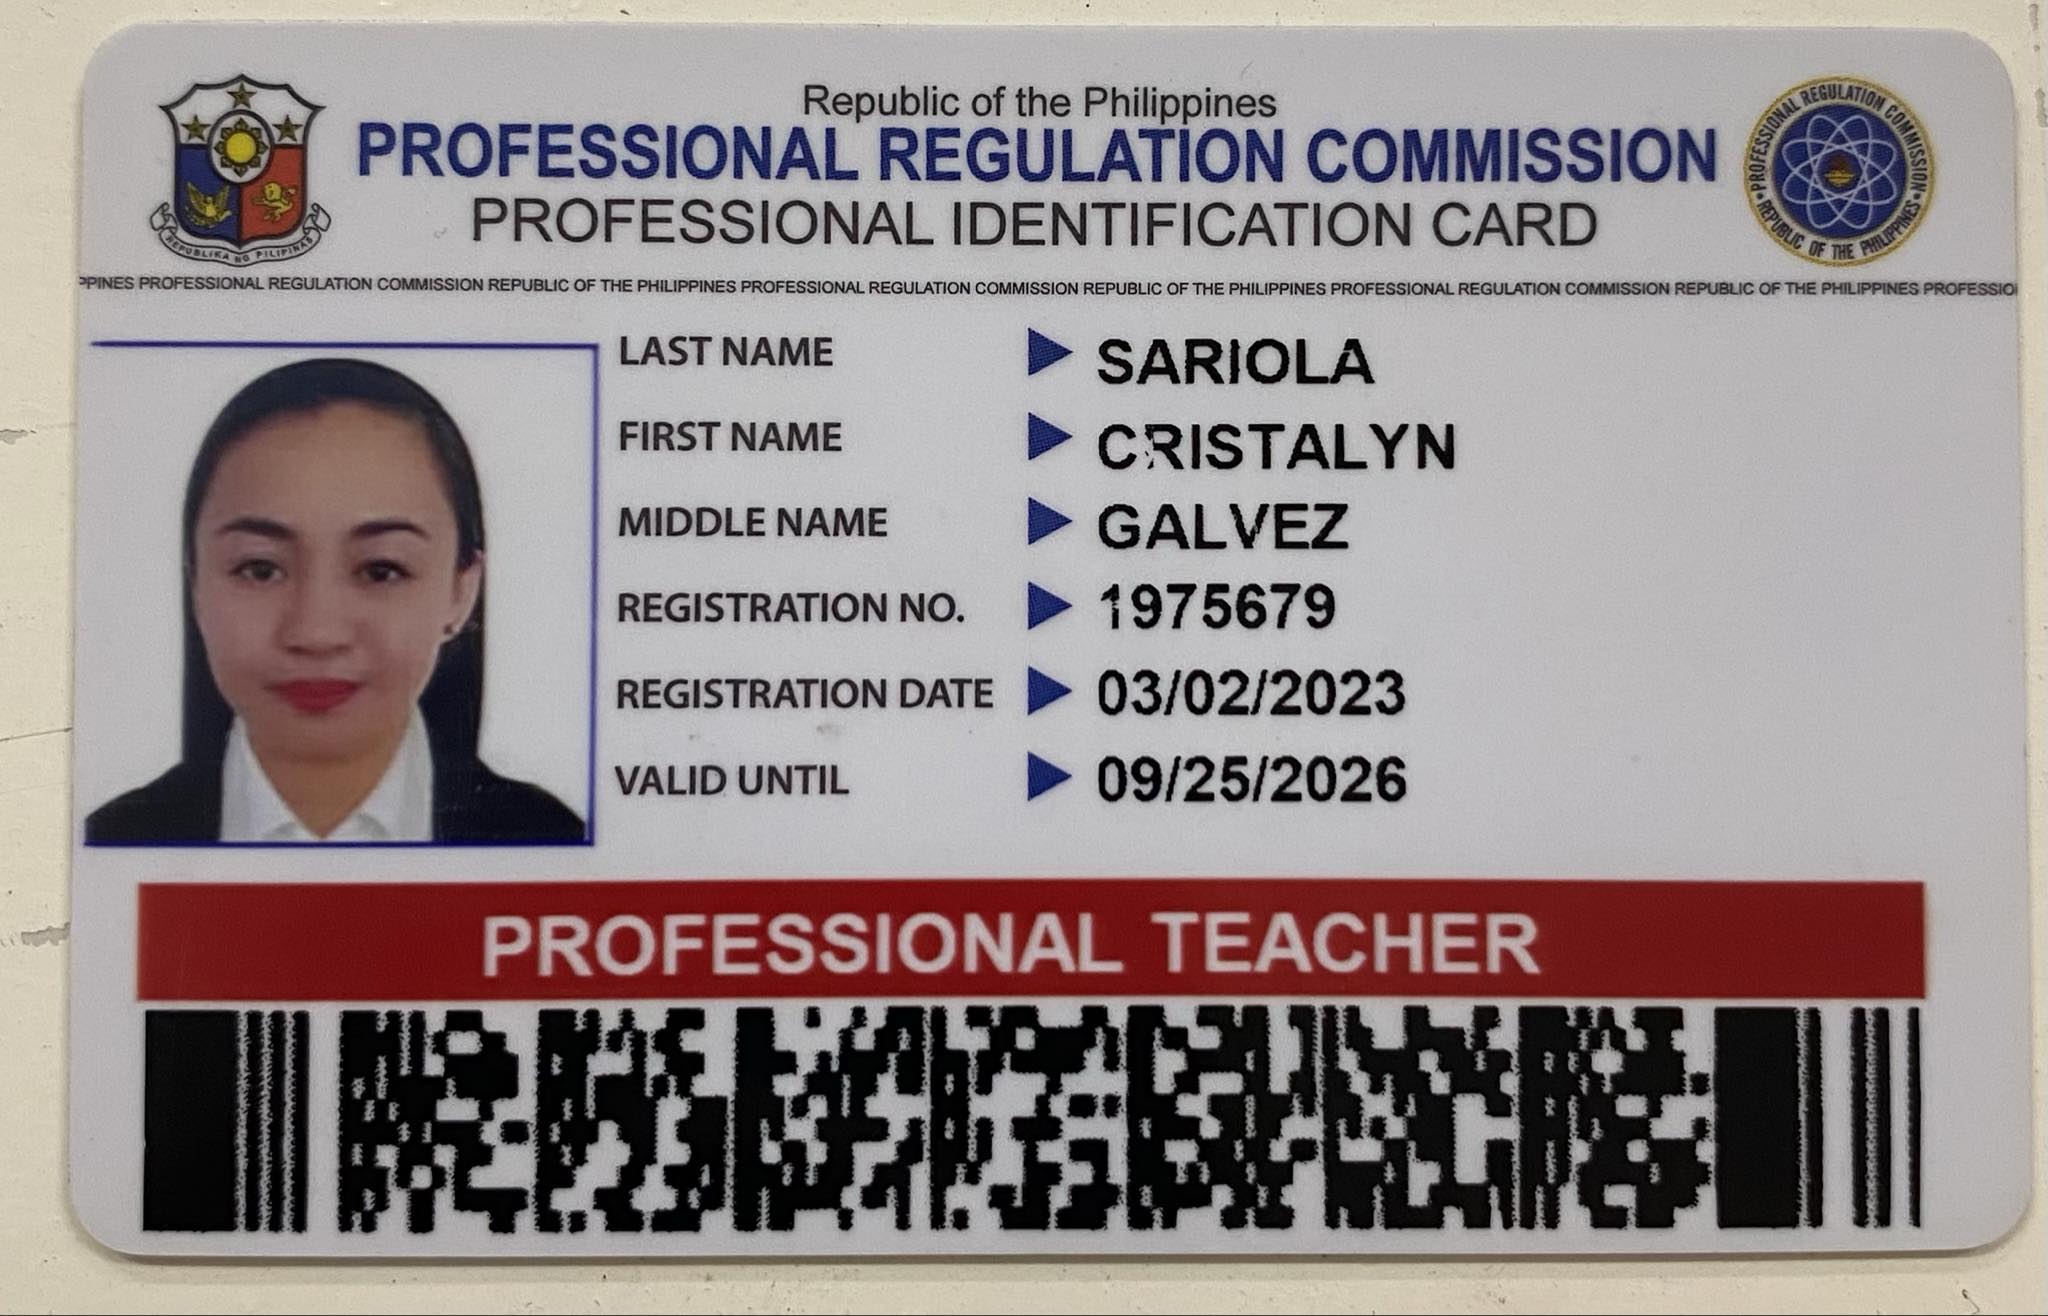 Republic of the Philippines
PROFESSIONAL REGULATION COMMISSION
PROFESSIONAL IDENTIFICATION CARD
REPUBLIKA NG PILIPINAS
PROFESSIONAL REGULATION COMMISSION
REPUBLIC OF THE PHILIPPINES
PPINES PROFESSIONAL REGULATION COMMISSION REPUBLIC OF THE PHILIPPINES PROFESSIONAL REGULATION COMMISSION REPUBLIC OF THE PHILIPPINES PROFESSIONAL REGULATION COMMISSION REPUBLIC OF THE PHILIPPINES PROFESSIO
LAST NAME SARIOLA
FIRST NAME CRISTALYN
MIDDLE NAME GALVEZ
REGISTRATION NO. 1975679
REGISTRATION DATE 03/02/2023
VALID UNTIL 09/25/2026
PROFESSIONAL TEACHER